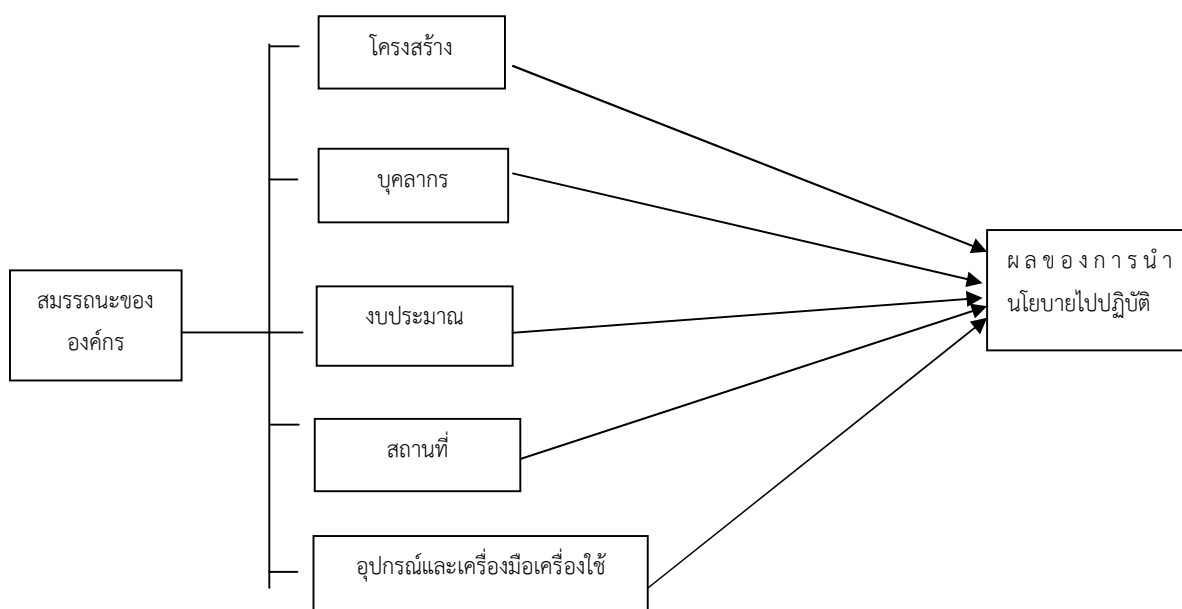 โครงสร้าง
บุคลากร
สมรรถนะของ
องค์กร
งบประมาณ
สถานที่
อุปกรณ์และเครื่องมือเครื่องใช้
ผลของการนำ
นโยบายไปปฏิบัติ